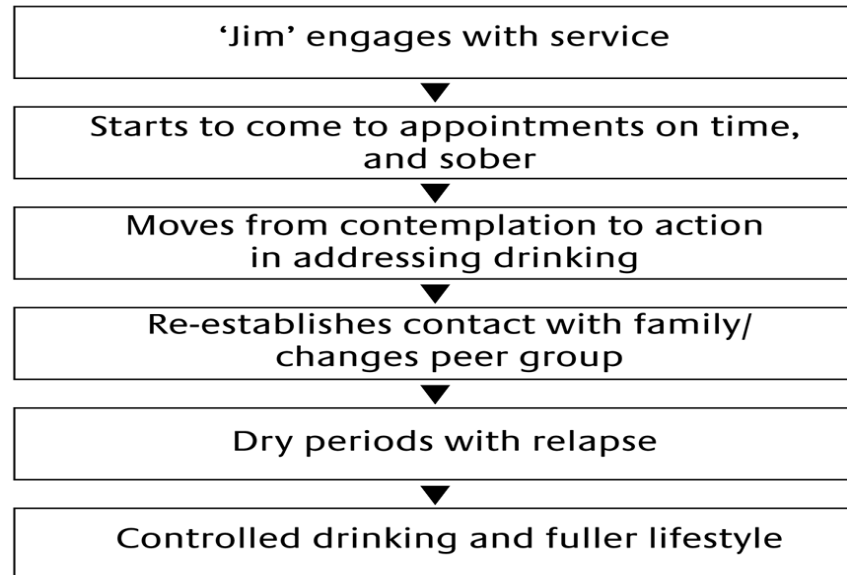 ‘Jim’ engages with service
Starts to come to appointments on time,
and sober
Moves from contemplation to action
in addressing drinking
Re-establishes contact with family/
changes peer group
Dry periods with relapse
Controlled drinking and fuller lifestyle